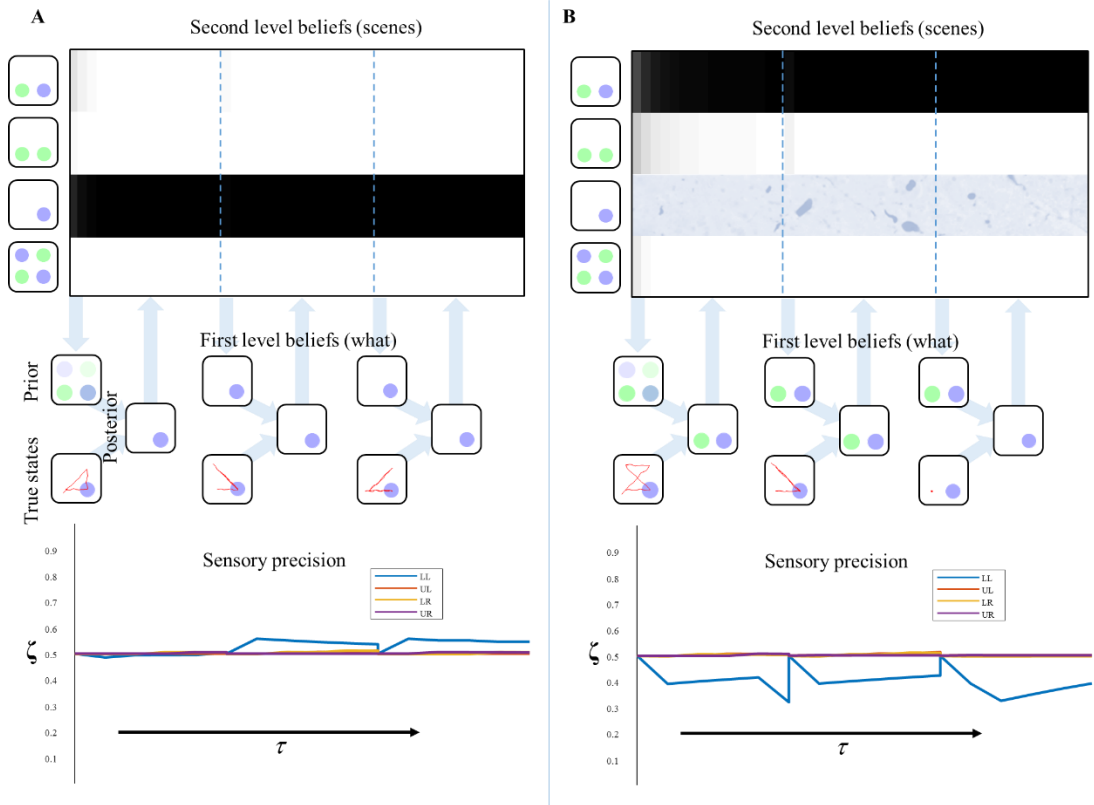 A
Second level beliefs (scenes)
First level beliefs (what)
Prior
Posterior
True states
Sensory precision
LL
UL
LR
UR
0.9
0.8
0.7
0.6
0.5
0.4
0.3
0.2
0.1
ζ
τ
B
Second level beliefs (scenes)
First level beliefs (what)
Sensory precision
LL
UL
LR
UR
0.9
0.8
0.7
0.6
0.5
0.4
0.3
0.2
0.1
ζ
τ